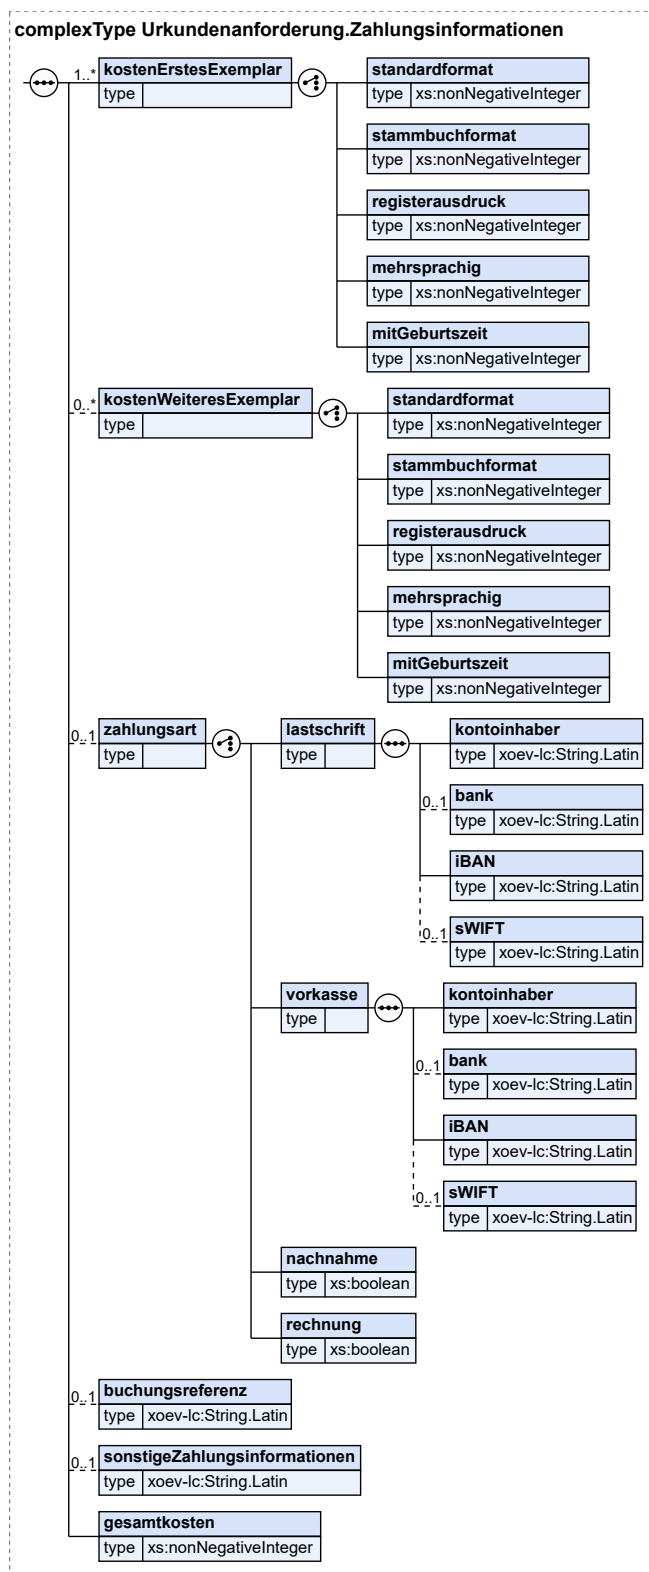 complexType Urkundenanforderung.Zahlungsinformationen
1..*
kostenErstesExemplar
type
standardformat
type xs:nonNegativeInteger
stammbuchformat
type xs:nonNegativeInteger
registerausdruck
type xs:nonNegativeInteger
mehrsprachig
type xs:nonNegativeInteger
mitGeburtszeit
type xs:nonNegativeInteger
0..*
kostenWeiteresExemplar
type
standardformat
type xs:nonNegativeInteger
stammbuchformat
type xs:nonNegativeInteger
registerausdruck
type xs:nonNegativeInteger
mehrsprachig
type xs:nonNegativeInteger
mitGeburtszeit
type xs:nonNegativeInteger
0..1
zahlungsart
type
lastschrift
type
kontoinhaber
type xoev-lc:String.Latin
0..1
bank
type xoev-lc:String.Latin
iBAN
type xoev-lc:String.Latin
0..1
sWIFT
type xoev-lc:String.Latin
vorkasse
type
kontoinhaber
type xoev-lc:String.Latin
0..1
bank
type xoev-lc:String.Latin
iBAN
type xoev-lc:String.Latin
0..1
sWIFT
type xoev-lc:String.Latin
nachnahme
type xs:boolean
rechnung
type xs:boolean
0..1
buchungsreferenz
type xoev-lc:String.Latin
0..1
sonstigeZahlungsinformationen
type xoev-lc:String.Latin
gesamtkosten
type xs:nonNegativeInteger